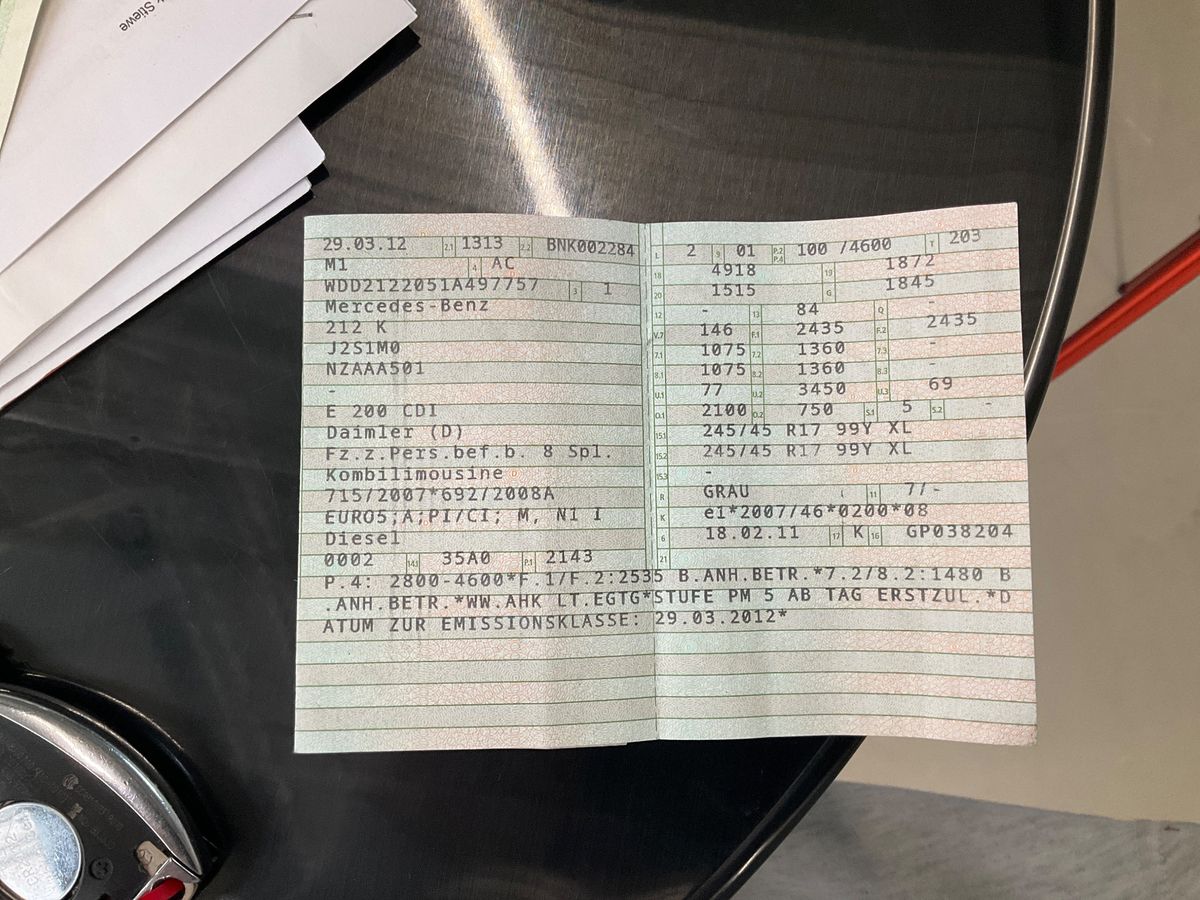 k Stiewe
29.03.12 2.1 1313 2.2 BNK002284
M1 4 AC
WDD2122051A497757 3 1
Mercedes-Benz
212 K
J2S1M0
NZAAA501
-
E 200 CDI
Daimler (D)
Fz.z.Pers.bef.b. 8 Spl.
Kombilimousine
715/2007*692/2008A
EURO5;A;PI/CI; M, N1 I
Diesel
0002 14.1 35A0 P.1 2143
L 2 9 01 P.2 P.4 100 /4600 T 203
18 4918 19 1872
20 1515 G 1845
12 - 13 84 Q -
V.7 146 F.1 2435 F.2 2435
7.1 1075 7.2 1360 7.3 -
8.1 1075 8.2 1360 8.3 -
U.1 77 U.2 3450 U.3 69
O.1 2100 O.2 750 S.1 5 S.2 -
15.1 245/45 R17 99Y XL
15.2 245/45 R17 99Y XL
15.3 -
R GRAU 11 7/-
K e1*2007/46*0200*08
6 18.02.11 17 K 16 GP038204
21
P.4: 2800-4600*F.1/F.2:2535 B.ANH.BETR.*7.2/8.2:1480 B
.ANH.BETR.*WW.AHK LT.EGTG*STUFE PM 5 AB TAG ERSTZUL.*D
ATUM ZUR EMISSIONSKLASSE: 29.03.2012*